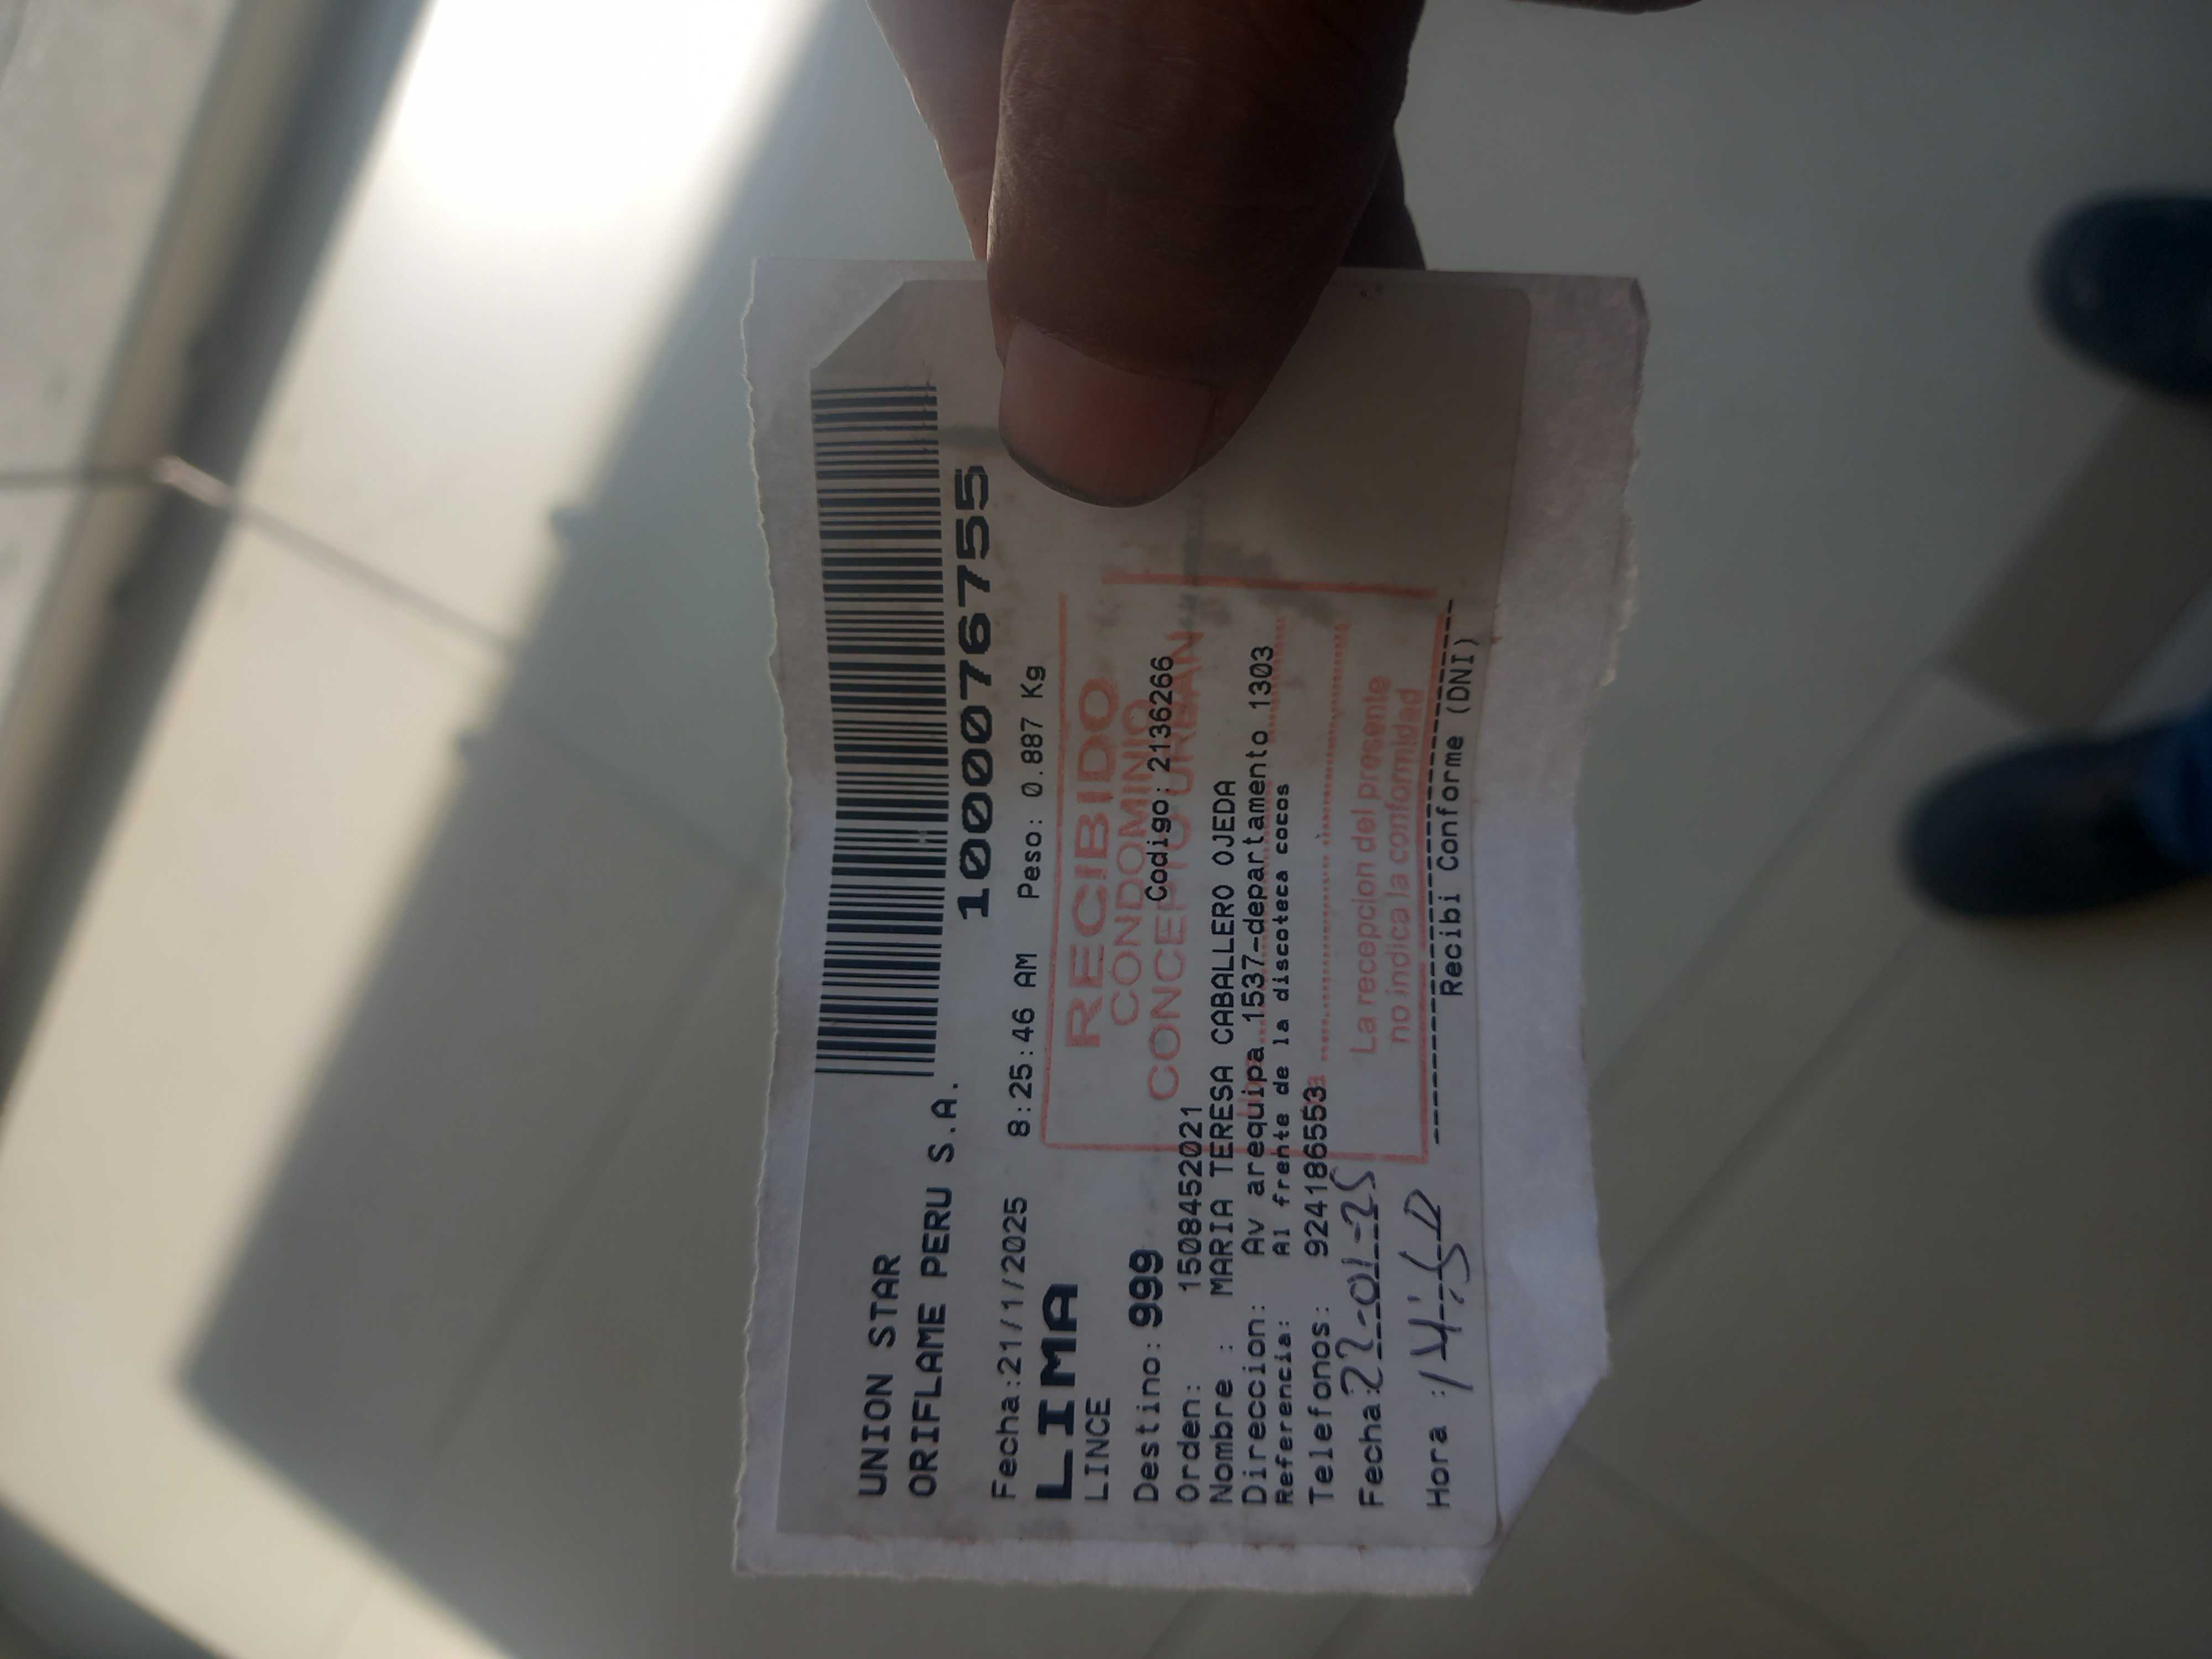 UNION STAR
ORIFLAME PERU S.A.
1000076755
Fecha:21/1/2025 8:25:46 AM Peso: 0.887 Kg
LIMA
LINCE
RECIBIDO
CONDOMINIO
CONCEPTO URBAN
Destino: 999 Codigo: 2136266
Orden: 1508452021
Nombre : MARIA TERESA CABALLERO OJEDA
Direccion: Av arequipa 1537-departamento 1303
Referencia: Al frente de la discoteca cocos
Telefonos: 924186553
La recepcion del presente
no indica la conformidad
Fecha: 22-01-25
Hora :
Recibi Conforme (DNI)